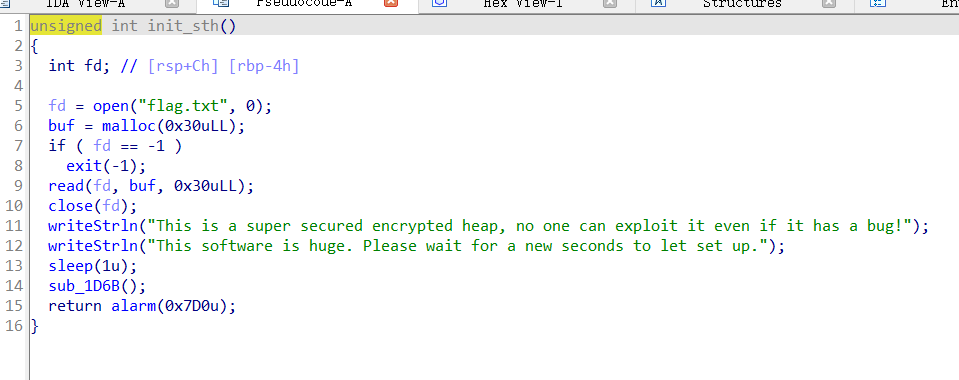 IDA View-A Pseudocode-A Hex View-1 Structures
1 unsigned int init_sth()
2 {
3 int fd; // [rsp+Ch] [rbp-4h]
4
5 fd = open("flag.txt", 0);
6 buf = malloc(0x30uLL);
7 if ( fd == -1 )
8 exit(-1);
9 read(fd, buf, 0x30uLL);
10 close(fd);
11 writeStrln("This is a super secured encrypted heap, no one can exploit it even if it has a bug!");
12 writeStrln("This software is huge. Please wait for a new seconds to let set up.");
13 sleep(1u);
14 sub_1D6B();
15 return alarm(0x7D0u);
16 }